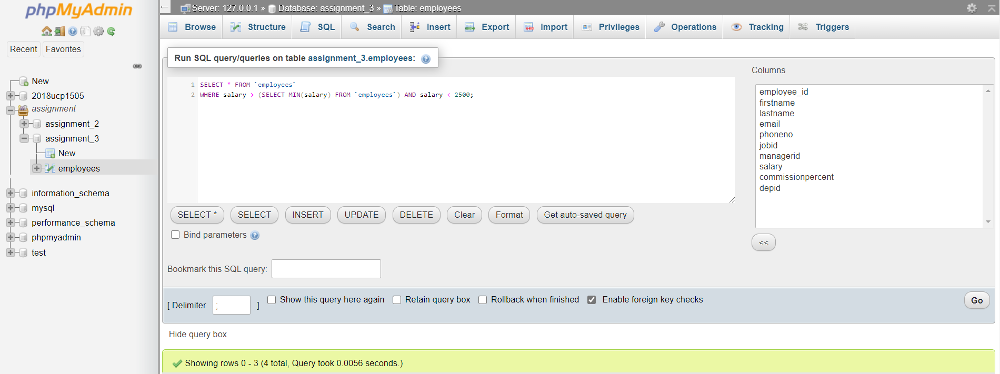 phpMyAdmin
Recent Favorites
New
2018ucp1505
assignment
assignment_2
assignment_3
New
employees
information_schema
mysql
performance_schema
phpmyadmin
test
Server: 127.0.0.1 » Database: assignment_3 » Table: employees
Browse Structure SQL Search Insert Export Import Privileges Operations Tracking Triggers
Run SQL query/queries on table assignment_3.employees:
1 SELECT * FROM `employees`
2 WHERE salary > (SELECT MIN(salary) FROM `employees`) AND salary < 2500;
Columns
employee_id
firstname
lastname
email
phoneno
jobid
managerid
salary
commissionpercent
depid
SELECT * SELECT INSERT UPDATE DELETE Clear Format Get auto-saved query
<<
Bind parameters
Bookmark this SQL query:
[ Delimiter ; ] Show this query here again Retain query box Rollback when finished Enable foreign key checks Go
Hide query box
Showing rows 0 - 3 (4 total, Query took 0.0056 seconds.)